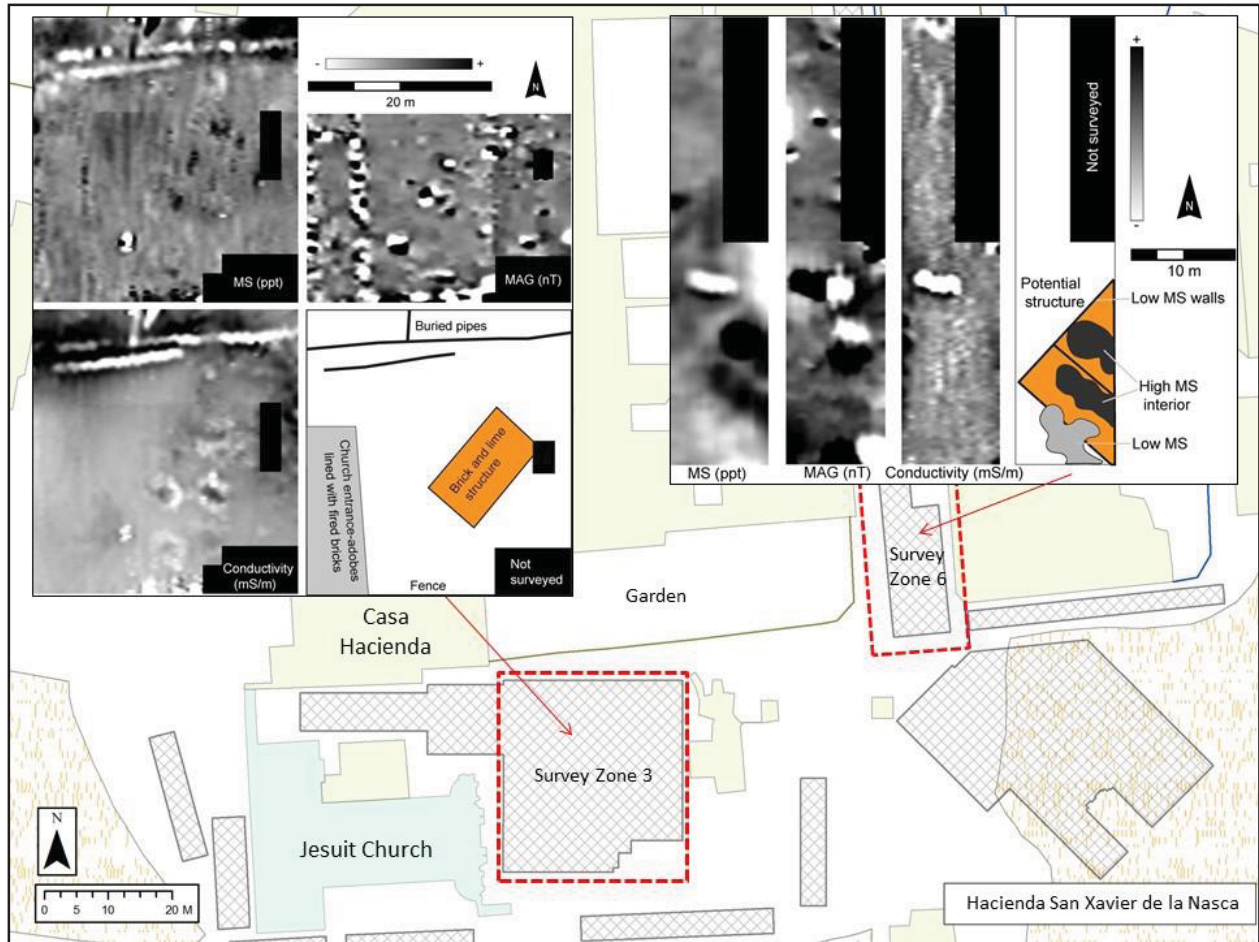 -
+
20 m
N
MS (ppt)
MAG (nT)
Conductivity
(mS/m)
Buried pipes
Church entrance-adobes
lined with fired bricks
Brick and lime
structure
Not
surveyed
Fence
Not surveyed
+
-
N
10 m
Potential
structure
Low MS walls
High MS
interior
Low MS
MS (ppt)
MAG (nT)
Conductivity (mS/m)
Survey
Zone 6
Garden
Casa
Hacienda
Survey Zone 3
Jesuit Church
N
0 5 10 20 M
Hacienda San Xavier de la Nasca